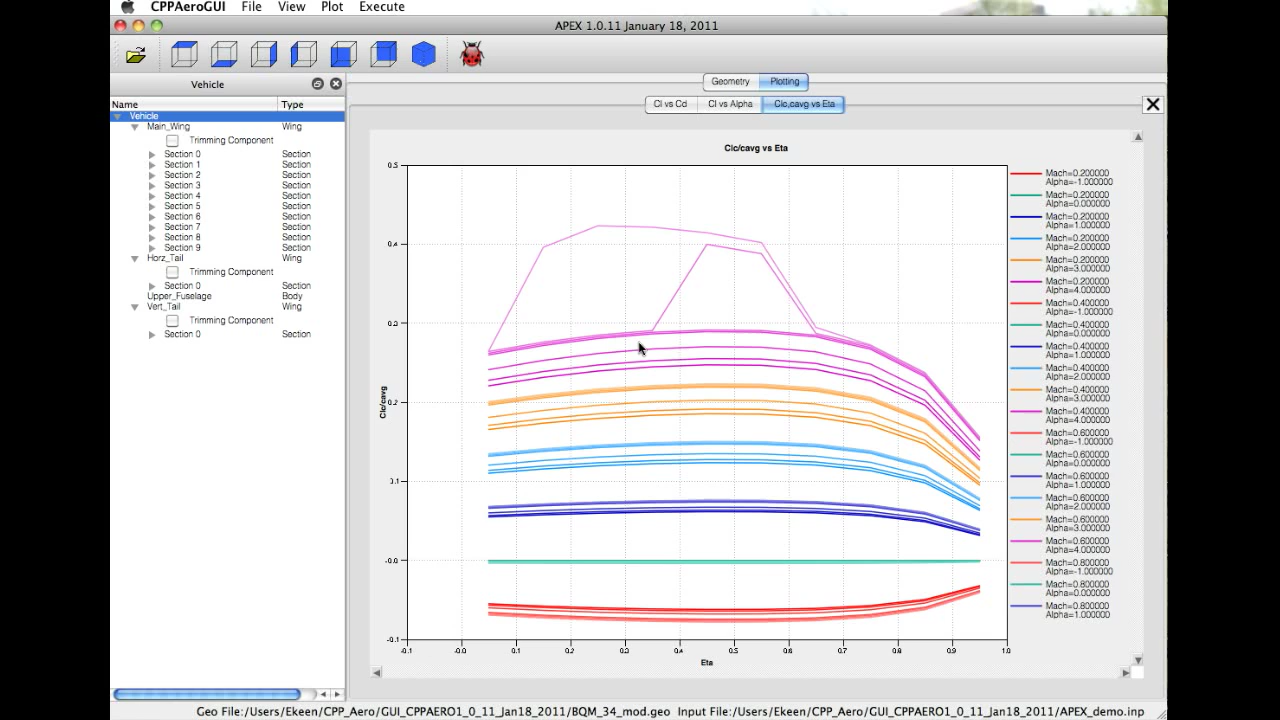 CPPAeroGUI File View Plot Execute
APEX 1.0.11 January 18, 2011
Vehicle
Geometry Plotting
Cl vs Cd Cl vs Alpha Clc,cavg vs Eta
Name Type
Vehicle
Main_Wing Wing
Trimming Component
Section 0 Section
Section 1 Section
Section 2 Section
Section 3 Section
Section 4 Section
Section 5 Section
Section 6 Section
Section 7 Section
Section 8 Section
Section 9 Section
Horz_Tail Wing
Trimming Component
Section 0 Section
Upper_Fuselage Body
Vert_Tail Wing
Trimming Component
Section 0 Section
Clc/cavg vs Eta
0.5
0.4
0.3
0.2
0.1
-0.0
-0.1
Clc/cavg
-0.1 -0.0 0.1 0.2 0.3 0.4 0.5 0.6 0.7 0.8 0.9 1.0
Eta
Mach=0.200000
Alpha=-1.000000
Mach=0.200000
Alpha=0.000000
Mach=0.200000
Alpha=1.000000
Mach=0.200000
Alpha=2.000000
Mach=0.200000
Alpha=3.000000
Mach=0.200000
Alpha=4.000000
Mach=0.400000
Alpha=-1.000000
Mach=0.400000
Alpha=0.000000
Mach=0.400000
Alpha=1.000000
Mach=0.400000
Alpha=2.000000
Mach=0.400000
Alpha=3.000000
Mach=0.400000
Alpha=4.000000
Mach=0.600000
Alpha=-1.000000
Mach=0.600000
Alpha=0.000000
Mach=0.600000
Alpha=1.000000
Mach=0.600000
Alpha=2.000000
Mach=0.600000
Alpha=3.000000
Mach=0.600000
Alpha=4.000000
Mach=0.800000
Alpha=-1.000000
Mach=0.800000
Alpha=0.000000
Mach=0.800000
Alpha=1.000000
Geo File:/Users/Ekeen/CPP_Aero/GUI_CPPAERO1_0_11_Jan18_2011/BQM_34_mod.geo Input File:/Users/Ekeen/CPP_Aero/GUI_CPPAERO1_0_11_Jan18_2011/APEX_demo.inp